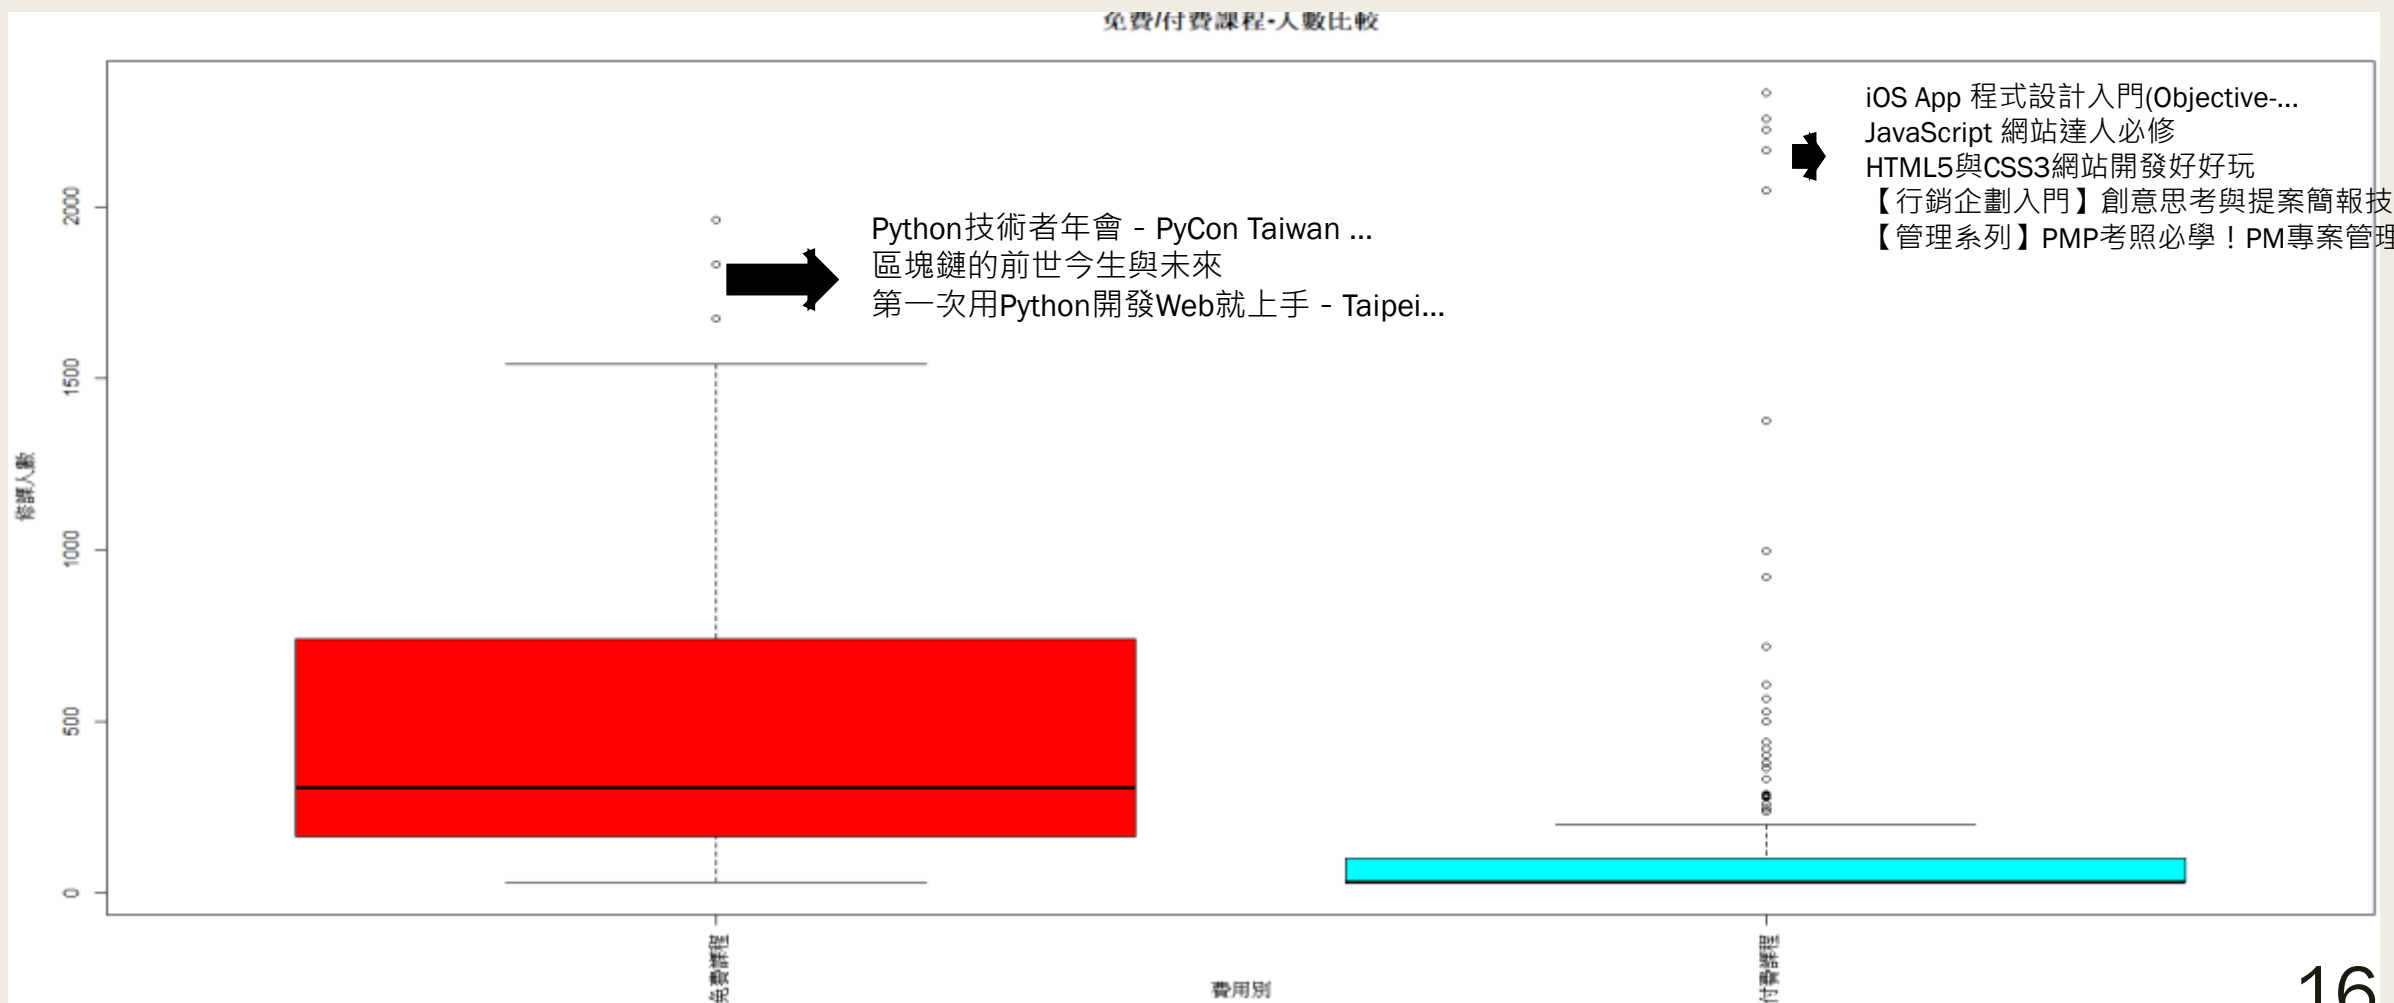 免費/付費課程-人數比較
iOS App 程式設計入門(Objective-...
JavaScript 網站達人必修
HTML5與CSS3網站開發好好玩
【行銷企劃入門】創意思考與提案簡報技
【管理系列】PMP考照必學！PM專案管理
Python技術者年會 - PyCon Taiwan ...
區塊鏈的前世今生與未來
第一次用Python開發Web就上手 - Taipei...
2000
1500
1000
500
0
修課人數
免費課程
付費課程
費用別
16